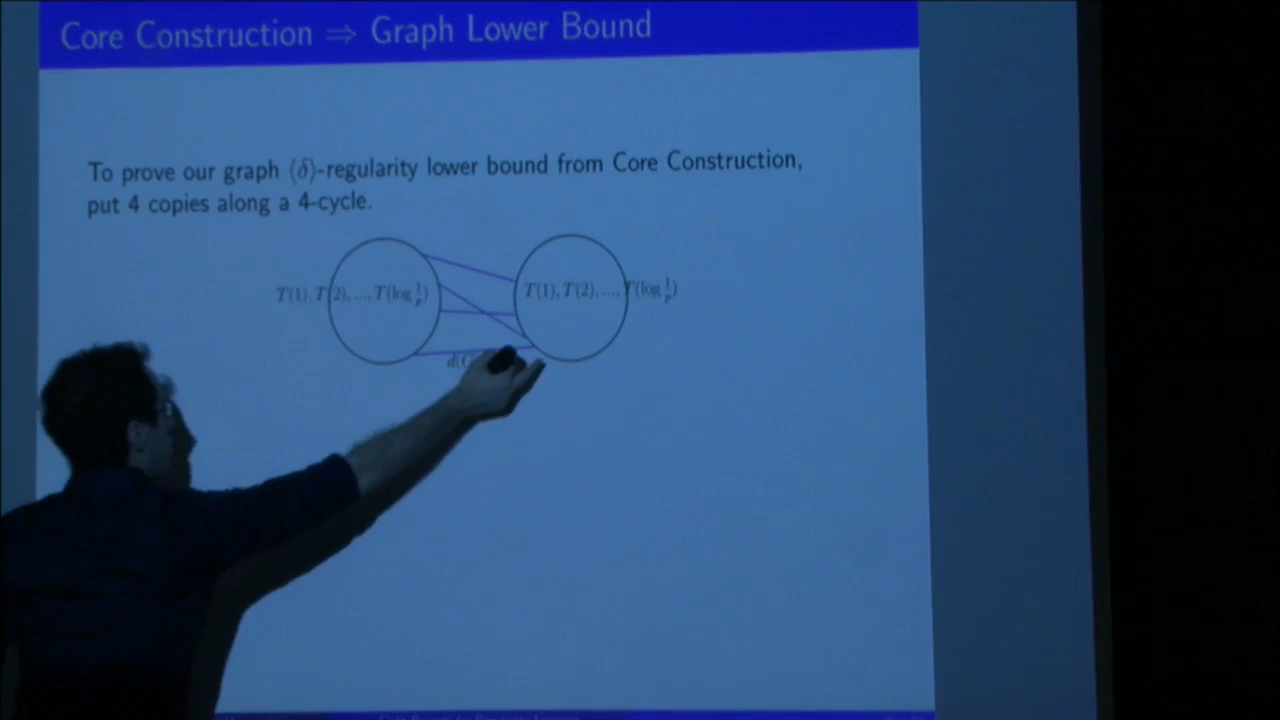 Core Construction ⇒ Graph Lower Bound
To prove our graph ⟨δ⟩-regularity lower bound from Core Construction,
put 4 copies along a 4-cycle.
T(1), T(2), ..., T(log 1/p) T(1), T(2), ..., T(log 1/p)